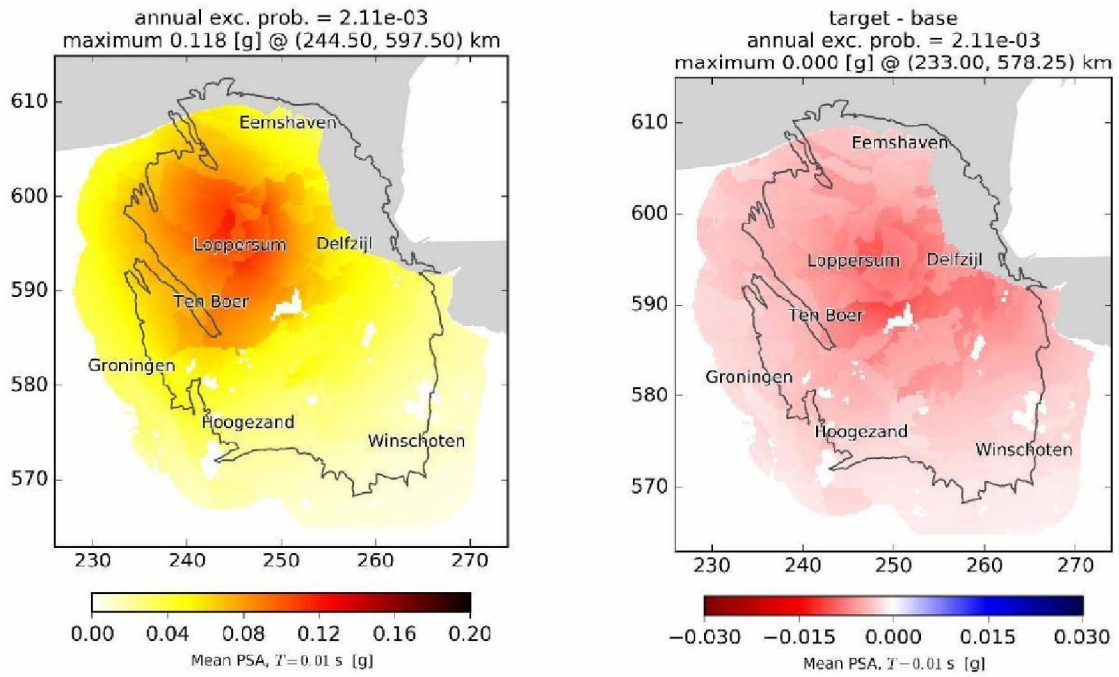 annual exc. prob. = 2.11e-03
maximum 0.118 [g] @ (244.50, 597.50) km
610
600
590
580
570
Eemshaven
Loppersum
Delfzijl
Ten Boer
Groningen
Hoogezand
Winschoten
230
240
250
260
270
0.00
0.04
0.08
0.12
0.16
0.20
Mean PSA, T=0.01 s [g]
target - base
annual exc. prob. = 2.11e-03
maximum 0.000 [g] @ (233.00, 578.25) km
610
600
590
580
570
Eemshaven
Loppersum
Delfzijl
Ten Boer
Groningen
Hoogezand
Winschoten
230
240
250
260
270
−0.030
−0.015
0.000
0.015
0.030
Mean PSA, T−0.01 s [g]